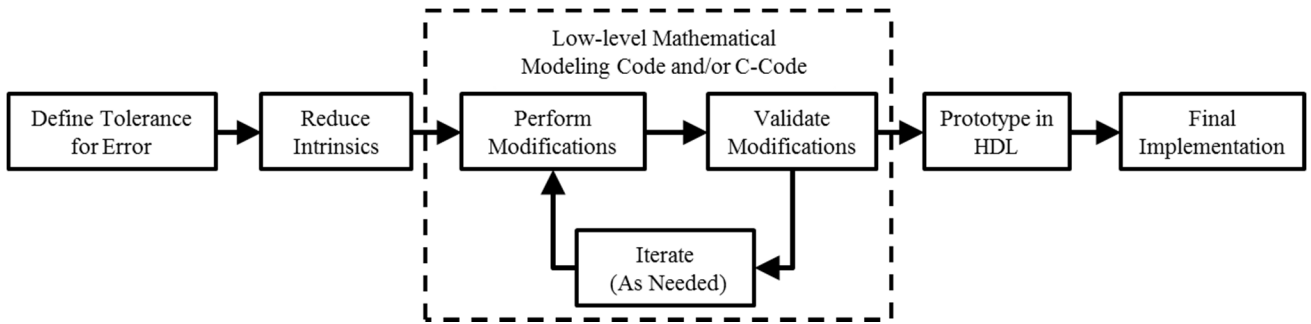 Low-level Mathematical
Modeling Code and/or C-Code
Define Tolerance
for Error
Reduce
Intrinsics
Perform
Modifications
Validate
Modifications
Prototype in
HDL
Final
Implementation
Iterate
(As Needed)